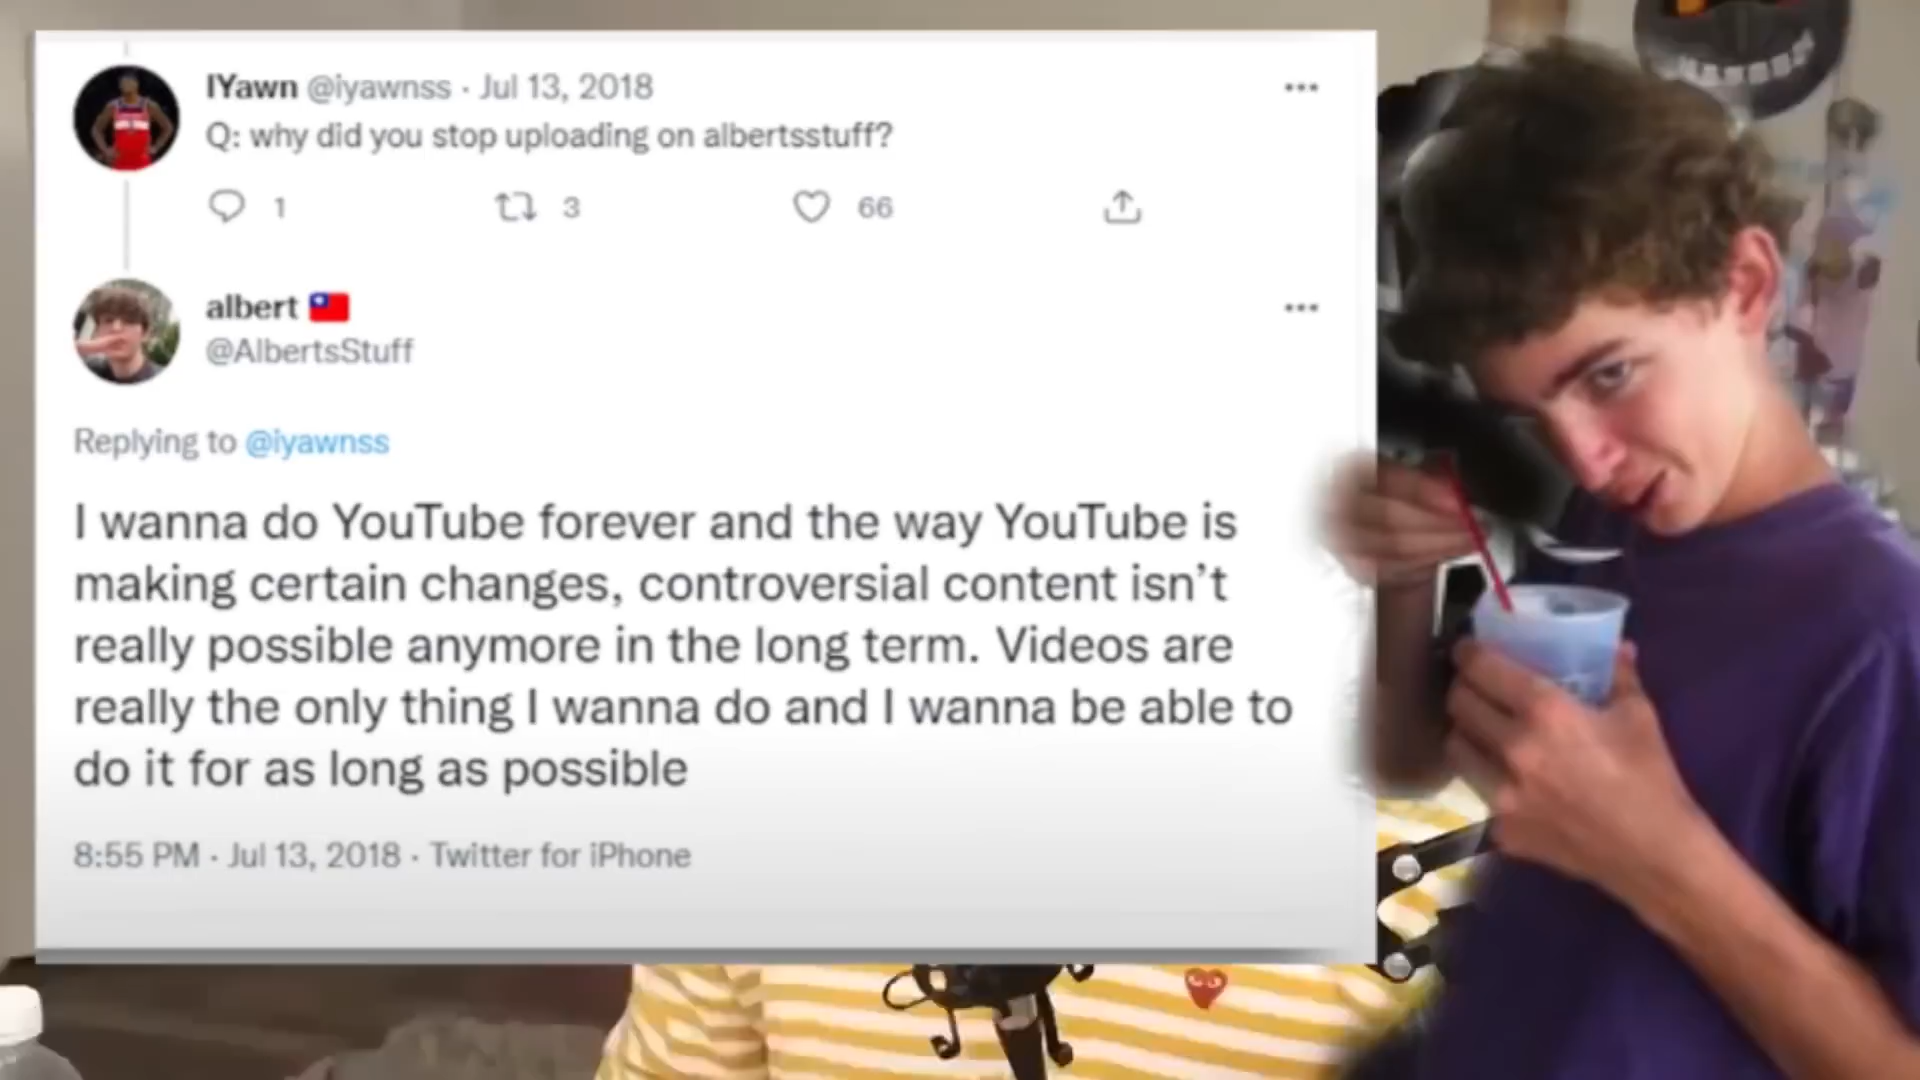 IYawn @iyawnss · Jul 13, 2018
Q: why did you stop uploading on albertsstuff?
1 3 66
albert 🇹🇼
@AlbertsStuff
Replying to @iyawnss
I wanna do YouTube forever and the way YouTube is
making certain changes, controversial content isn't
really possible anymore in the long term. Videos are
really the only thing I wanna do and I wanna be able to
do it for as long as possible
8:55 PM · Jul 13, 2018 · Twitter for iPhone